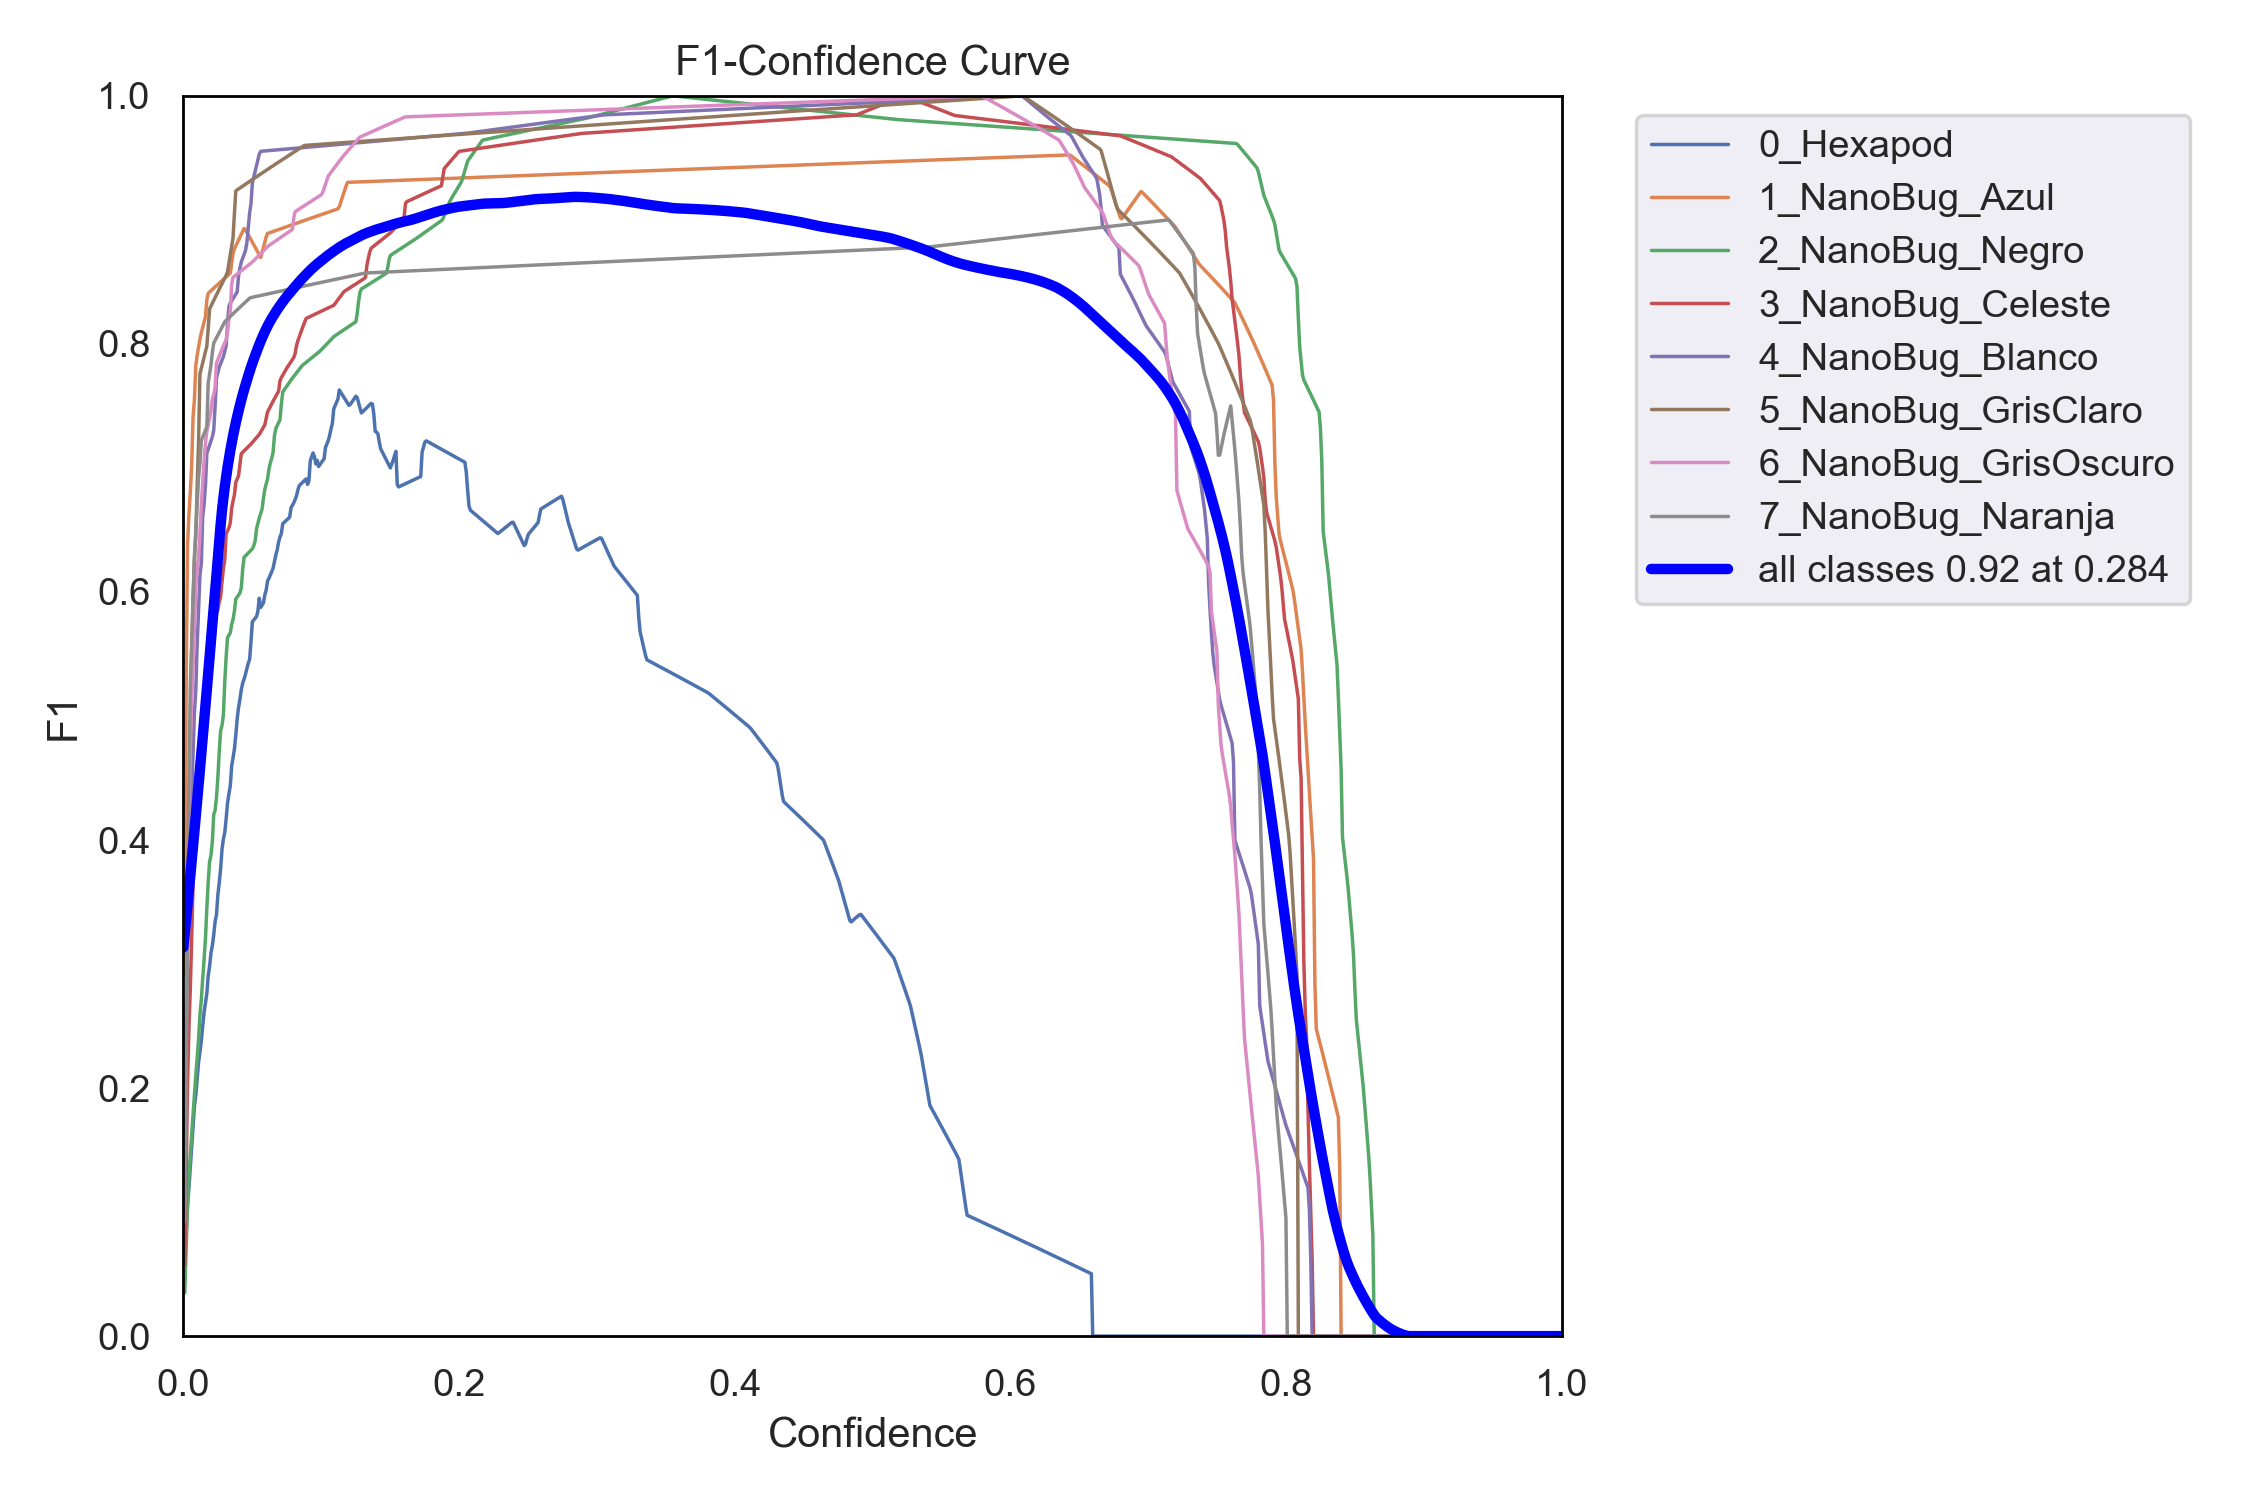 F1-Confidence Curve
1.0
0.8
0.6
0.4
0.2
0.0
F1
0.0 0.2 0.4 0.6 0.8 1.0
Confidence
0_Hexapod
1_NanoBug_Azul
2_NanoBug_Negro
3_NanoBug_Celeste
4_NanoBug_Blanco
5_NanoBug_GrisClaro
6_NanoBug_GrisOscuro
7_NanoBug_Naranja
all classes 0.92 at 0.284